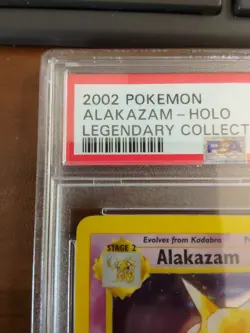 2002 POKEMON
ALAKAZAM - HOLO
LEGENDARY COLLECT
Evolves from Kadabra
STAGE 2
Alakazam